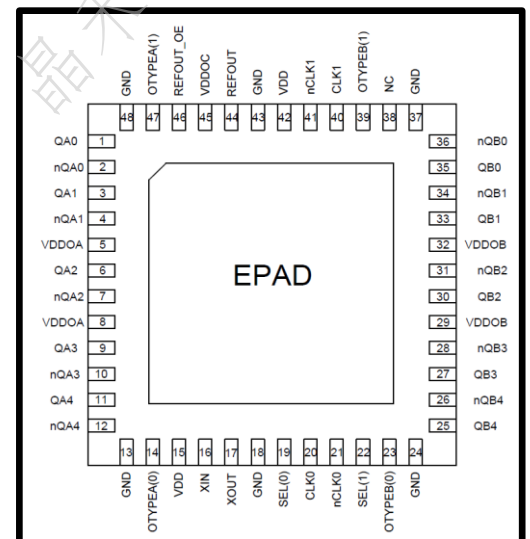 晶
GND
OTYPEA(1)
REFOUT_OE
VDDOC
REFOUT
GND
VDD
nCLK1
CLK1
OTYPEB(1)
NC
GND
48 47 46 45 44 43 42 41 40 39 38 37
QA0 1
nQA0 2
QA1 3
nQA1 4
VDDOA 5
QA2 6
nQA2 7
VDDOA 8
QA3 9
nQA3 10
QA4 11
nQA4 12
EPAD
36 nQB0
35 QB0
34 nQB1
33 QB1
32 VDDOB
31 nQB2
30 QB2
29 VDDOB
28 nQB3
27 QB3
26 nQB4
25 QB4
13 14 15 16 17 18 19 20 21 22 23 24
GND
OTYPEA(0)
VDD
XIN
XOUT
GND
SEL(0)
CLK0
nCLK0
SEL(1)
OTYPEB(0)
GND